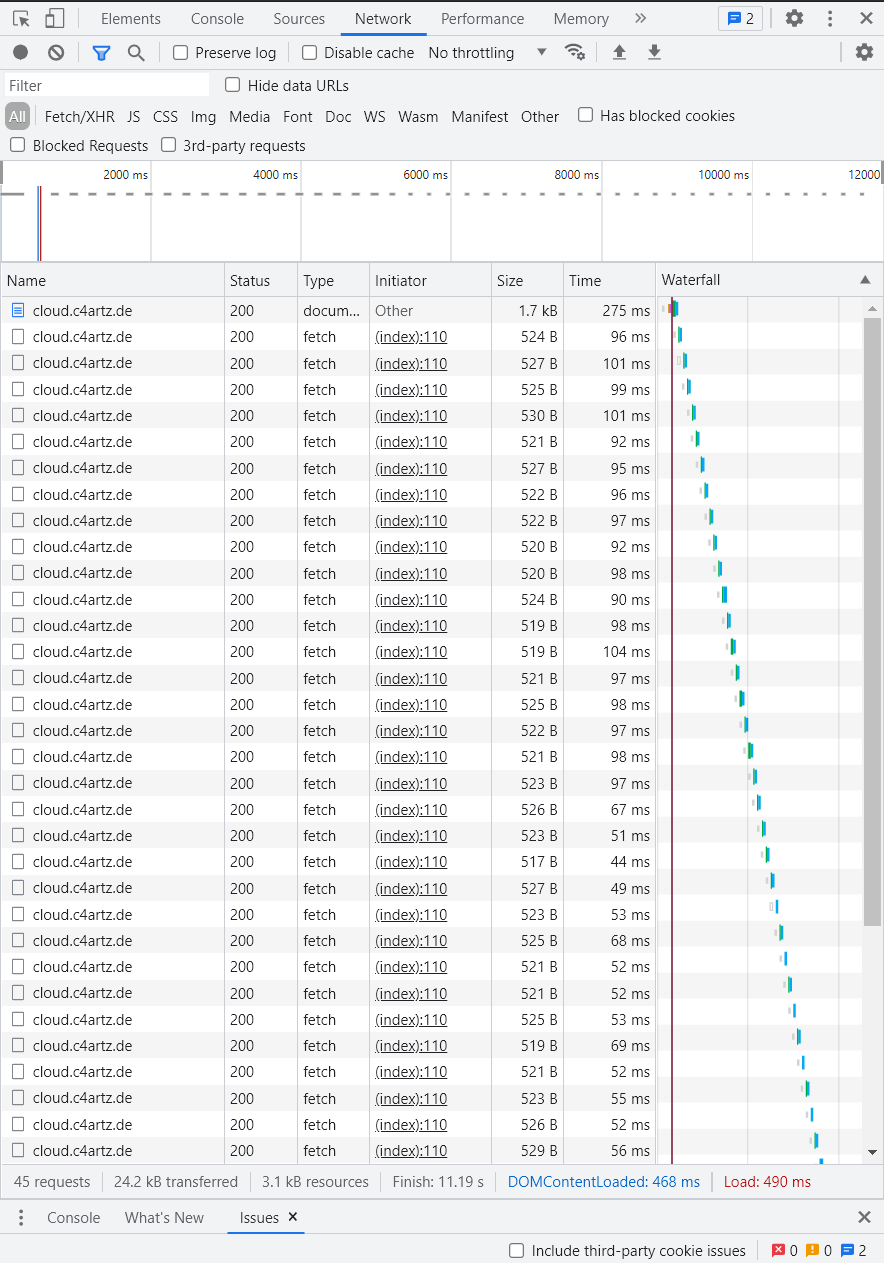 Elements Console Sources Network Performance Memory » 2
Preserve log Disable cache No throttling
Filter Hide data URLs
All Fetch/XHR JS CSS Img Media Font Doc WS Wasm Manifest Other Has blocked cookies
Blocked Requests 3rd-party requests
2000 ms 4000 ms 6000 ms 8000 ms 10000 ms 12000
Name Status Type Initiator Size Time Waterfall
cloud.c4artz.de 200 docum... Other 1.7 kB 275 ms
cloud.c4artz.de 200 fetch (index):110 524 B 96 ms
cloud.c4artz.de 200 fetch (index):110 527 B 101 ms
cloud.c4artz.de 200 fetch (index):110 525 B 99 ms
cloud.c4artz.de 200 fetch (index):110 530 B 101 ms
cloud.c4artz.de 200 fetch (index):110 521 B 92 ms
cloud.c4artz.de 200 fetch (index):110 527 B 95 ms
cloud.c4artz.de 200 fetch (index):110 522 B 96 ms
cloud.c4artz.de 200 fetch (index):110 522 B 97 ms
cloud.c4artz.de 200 fetch (index):110 520 B 92 ms
cloud.c4artz.de 200 fetch (index):110 520 B 98 ms
cloud.c4artz.de 200 fetch (index):110 524 B 90 ms
cloud.c4artz.de 200 fetch (index):110 519 B 98 ms
cloud.c4artz.de 200 fetch (index):110 519 B 104 ms
cloud.c4artz.de 200 fetch (index):110 521 B 97 ms
cloud.c4artz.de 200 fetch (index):110 525 B 98 ms
cloud.c4artz.de 200 fetch (index):110 522 B 97 ms
cloud.c4artz.de 200 fetch (index):110 521 B 98 ms
cloud.c4artz.de 200 fetch (index):110 523 B 97 ms
cloud.c4artz.de 200 fetch (index):110 526 B 67 ms
cloud.c4artz.de 200 fetch (index):110 523 B 51 ms
cloud.c4artz.de 200 fetch (index):110 517 B 44 ms
cloud.c4artz.de 200 fetch (index):110 527 B 49 ms
cloud.c4artz.de 200 fetch (index):110 523 B 53 ms
cloud.c4artz.de 200 fetch (index):110 525 B 68 ms
cloud.c4artz.de 200 fetch (index):110 521 B 52 ms
cloud.c4artz.de 200 fetch (index):110 521 B 52 ms
cloud.c4artz.de 200 fetch (index):110 525 B 53 ms
cloud.c4artz.de 200 fetch (index):110 519 B 69 ms
cloud.c4artz.de 200 fetch (index):110 521 B 52 ms
cloud.c4artz.de 200 fetch (index):110 523 B 55 ms
cloud.c4artz.de 200 fetch (index):110 526 B 52 ms
cloud.c4artz.de 200 fetch (index):110 529 B 56 ms
45 requests 24.2 kB transferred 3.1 kB resources Finish: 11.19 s DOMContentLoaded: 468 ms Load: 490 ms
Console What's New Issues ×
Include third-party cookie issues 0 0 2